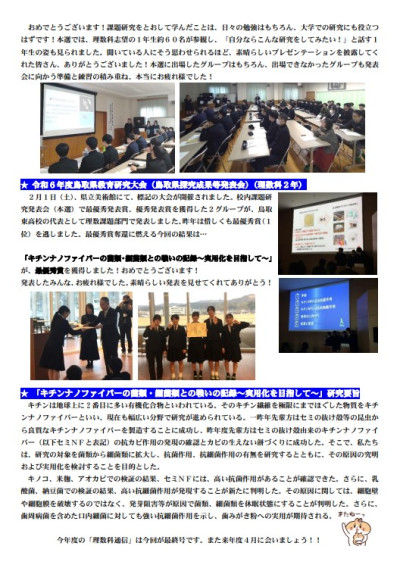 おめでとうございます！課題研究をとおして学んだことは、日々の勉強はもちろん、大学での研究にも役立つ
はずです！本選では、理数科志望の１年生約６０名が参観し、「自分ならこんな研究をしてみたい！」と話す１
年生の姿も見られました。聞いている人にそう思わせられるほど、素晴らしいプレゼンテーションを披露してく
れた皆さん、ありがとうございました！本選に出場したグループはもちろん、出場できなかったグループも発表
会に向かう準備と練習の積み重ね、本当にお疲れ様でした！
★ 令和６年度鳥取県教育研究大会（鳥取県探究成果等発表会）（理数科２年）
２月１日（土）、県立美術館にて、標記の大会が開催されました。校内課題研
究発表会（本選）で最優秀発表賞、優秀発表賞を獲得した２グループが、鳥取
東高校の代表として理数課題部門で発表しました。昨年は惜しくも最優秀賞（１
位）を逃しました。最優秀賞奪還に燃える今回の結果は…
「キチンナノファイバーの菌類・細菌類との戦いの記録～実用化を目指して～」
が、最優秀賞を獲得しました！おめでとうございます！
発表したみんな、お疲れ様でした。素晴らしい発表を見せてくれてありがとう！
★ 「キチンナノファイバーの菌類・細菌類との戦いの記録～実用化を目指して～」研究要旨
キチンは地球上に２番目に多い有機化合物といわれている。そのキチン繊維を極限にまでほぐした物質をキチ
ンナノファイバーといい、現在も幅広い分野で研究が進められている。一昨年先輩方はセミの抜け殻等の昆虫か
ら良質なキチンナノファイバーを製造することに成功し、昨年度先輩方はセミの抜け殻由来のキチンナノファイ
バー（以下セミＮＦと表記）の抗カビ作用の発現の確認とカビの生えない餅づくりに成功した。そこで、私たち
は、研究の対象を菌類から細菌類に拡大し、抗菌作用、抗細菌作用の有無を研究するとともに、その原因の究明
および実用化を検討することを目的とした。
キノコ、米麹、アオカビでの検証の結果、セミＮＦには、高い抗菌作用があることが確認できた。さらに、乳
酸菌、納豆菌での検証の結果、高い抗細菌作用が発現することが新たに判明した。その原因に関しては、細胞壁
や細胞膜を破壊するのではなく、発芽阻害等が原因で菌類、細菌類を休眠状態にすることが判明した。さらに、
歯周病菌を含めた口内細菌に対しても強い抗細菌作用を示し、歯みがき粉への実用が期待される。
またね～♪
今年度の「理数科通信」は今回が最終号です。また来年度４月に会いましょう！！